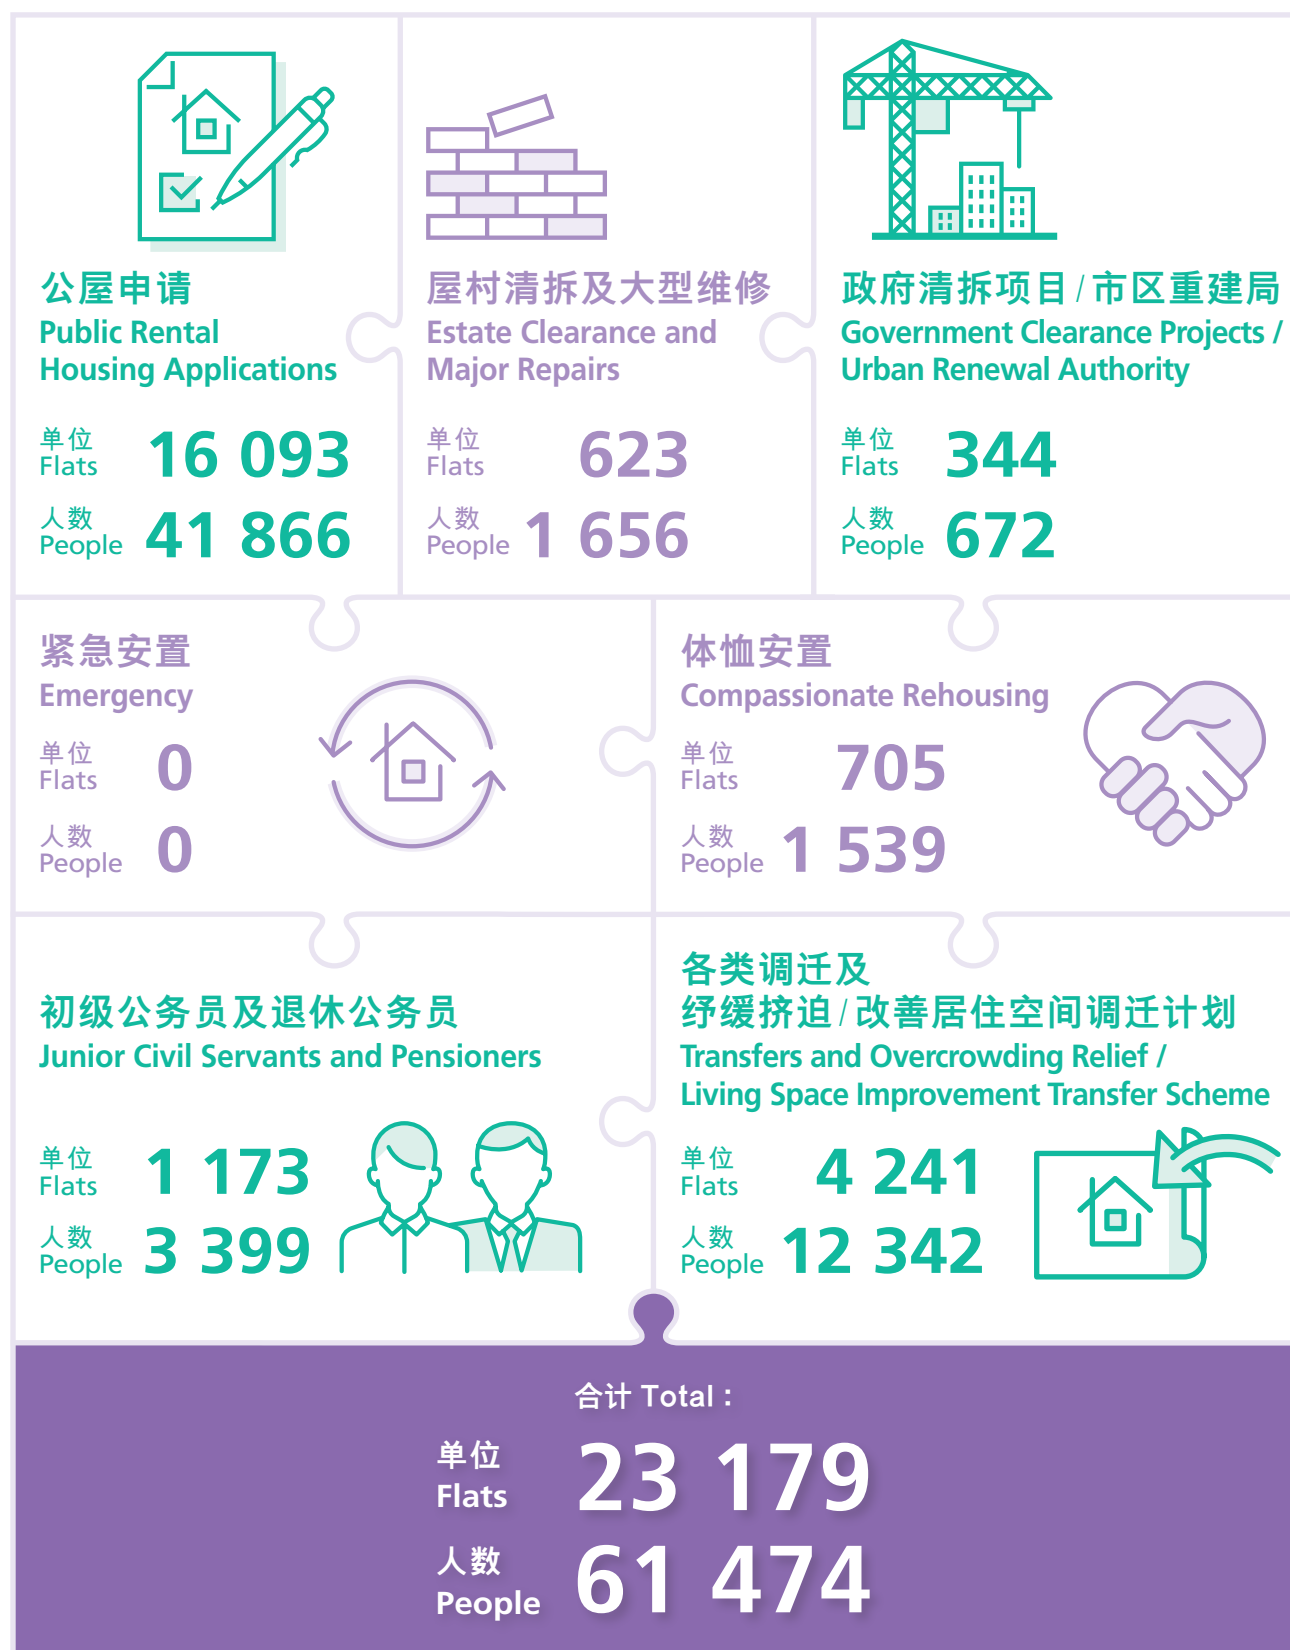 公屋申请
Public Rental
Housing Applications
单位
Flats
16 093
人数
People
41 866
屋村清拆及大型维修
Estate Clearance and
Major Repairs
单位
Flats
623
人数
People
1 656
政府清拆项目/市区重建局
Government Clearance Projects /
Urban Renewal Authority
单位
Flats
344
人数
People
672
紧急安置
Emergency
单位
Flats
0
人数
People
0
体恤安置
Compassionate Rehousing
单位
Flats
705
人数
People
1 539
初级公务员及退休公务员
Junior Civil Servants and Pensioners
单位
Flats
1 173
人数
People
3 399
各类调迁及
纾缓挤迫/改善居住空间调迁计划
Transfers and Overcrowding Relief /
Living Space Improvement Transfer Scheme
单位
Flats
4 241
人数
People
12 342
合计 Total :
单位
Flats
23 179
人数
People
61 474